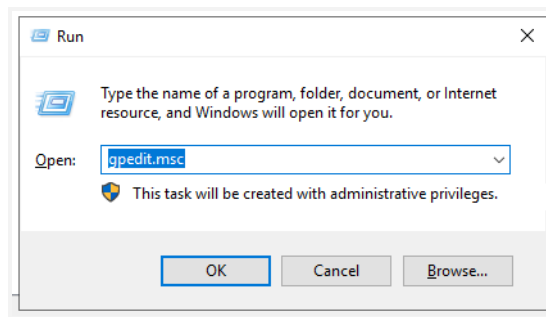 Run
Type the name of a program, folder, document, or Internet
resource, and Windows will open it for you.
Open: gpedit.msc
This task will be created with administrative privileges.
OK Cancel Browse...